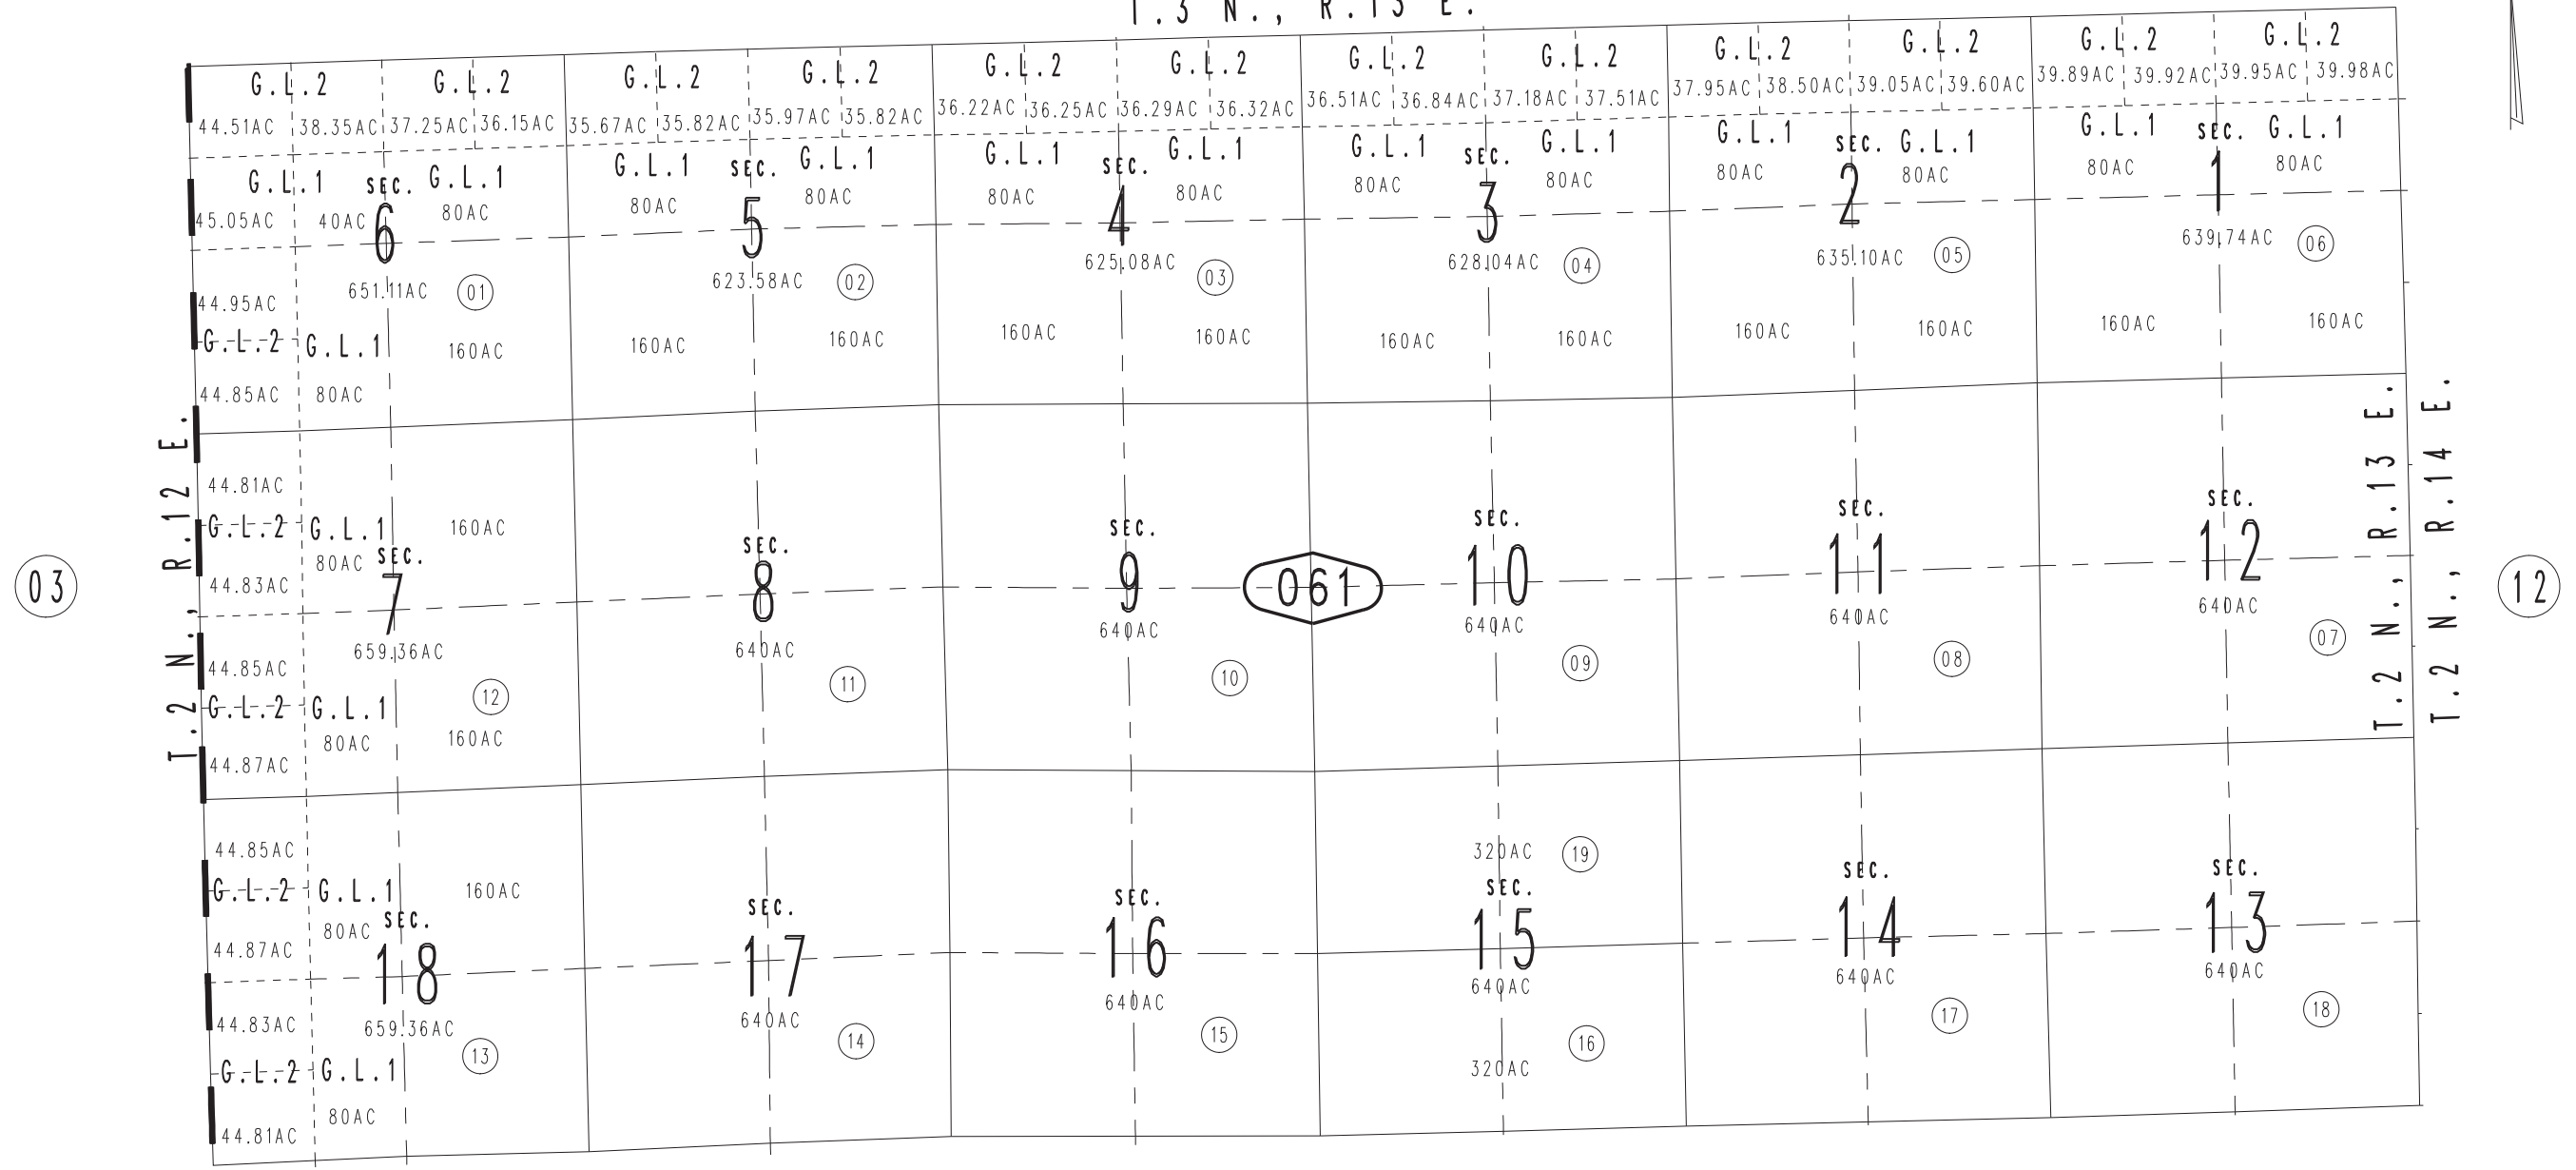 T.3 N., R.13 E.
G.L.2 G.L.2 G.L.2 G.L.2 G.L.2 G.L.2 G.L.2 G.L.2 G.L.2 G.L.2 G.L.2 G.L.2
44.51AC 38.35AC 37.25AC 36.15AC 35.67AC 35.82AC 35.97AC 35.82AC 36.22AC 36.25AC 36.29AC 36.32AC 36.51AC 36.84AC 37.18AC 37.51AC 37.95AC 38.50AC 39.05AC 39.60AC 39.89AC 39.92AC 39.95AC 39.98AC
G.L.1 SEC. G.L.1 G.L.1 SEC. G.L.1 G.L.1 SEC. G.L.1 G.L.1 SEC. G.L.1 G.L.1 SEC. G.L.1 G.L.1 SEC. G.L.1
45.05AC 40AC 6 80AC 80AC 5 80AC 80AC 4 80AC 80AC 3 80AC 80AC 2 80AC 80AC 1 80AC
651.11AC 01 623.58AC 02 625.08AC 03 628.04AC 04 635.10AC 05 639.74AC 06
44.95AC
G.L.2 G.L.1 160AC 160AC 160AC 160AC 160AC 160AC 160AC 160AC 160AC 160AC 160AC
44.85AC 80AC
T.2 N., R.12 E.
T.2 N., R.13 E.
T.2 N., R.14 E.
44.81AC
G.L.2 G.L.1 160AC
80AC SEC. SEC. SEC. SEC. SEC. SEC.
03 44.83AC 7 8 9 061 10 11 12 12
659.36AC 640AC 640AC 640AC 640AC 640AC
44.85AC 12 11 10 09 08 07
G.L.2 G.L.1
80AC 160AC
44.87AC
44.85AC 320AC 19
G.L.2 G.L.1 160AC
80AC SEC. SEC. SEC. SEC. SEC. SEC.
44.87AC 18 17 16 15 14 13
44.83AC 659.36AC 640AC 640AC 640AC 640AC 640AC
13 14 15 16 17 18
G.L.2 G.L.1 320AC
80AC
44.81AC